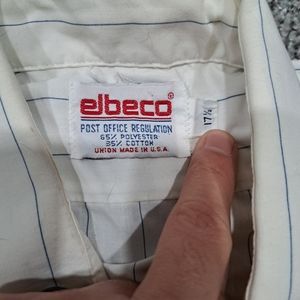 elbeco®
POST OFFICE REGULATION
65% POLYESTER
35% COTTON
UNION MADE IN U.S.A.
17½